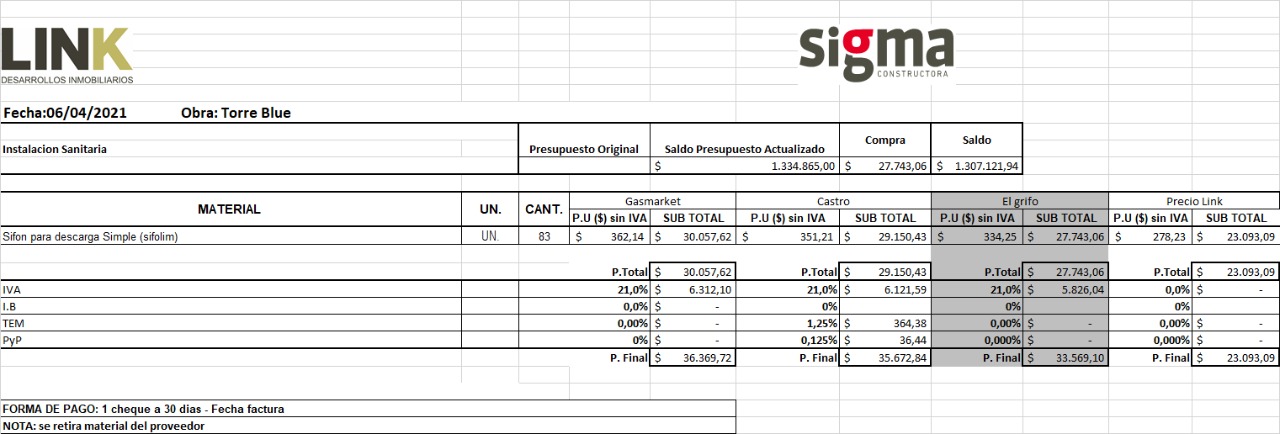 LINK
DESARROLLOS INMOBILIARIOS
sigma
CONSTRUCTORA
Fecha:06/04/2021 Obra: Torre Blue
Instalacion Sanitaria Presupuesto Original Saldo Presupuesto Actualizado Compra Saldo
$ 1.334.865,00 $ 27.743,06 $ 1.307.121,94
MATERIAL UN. CANT. Gasmarket Castro El grifo Precio Link
P.U ($) sin IVA SUB TOTAL P.U ($) sin IVA SUB TOTAL P.U ($) sin IVA SUB TOTAL P.U ($) sin IVA SUB TOTAL
Sifon para descarga Simple (sifolim) UN. 83 $ 362,14 $ 30.057,62 $ 351,21 $ 29.150,43 $ 334,25 $ 27.743,06 $ 278,23 $ 23.093,09
P.Total $ 30.057,62 P.Total $ 29.150,43 P.Total $ 27.743,06 P.Total $ 23.093,09
IVA 21,0% $ 6.312,10 21,0% $ 6.121,59 21,0% $ 5.826,04 0,0% $ -
I.B 0,0% $ - 0% 0% 0%
TEM 0,00% $ - 1,25% $ 364,38 0,00% $ - 0,00% $ -
PyP 0% $ - 0,125% $ 36,44 0,000% $ - 0,000% $ -
P. Final $ 36.369,72 P. Final $ 35.672,84 P. Final $ 33.569,10 P. Final $ 23.093,09
FORMA DE PAGO: 1 cheque a 30 dias - Fecha factura
NOTA: se retira material del proveedor